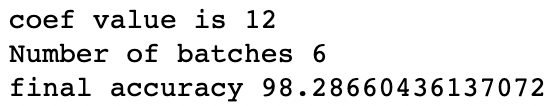 coef value is 12
Number of batches 6
final accuracy 98.28660436137072